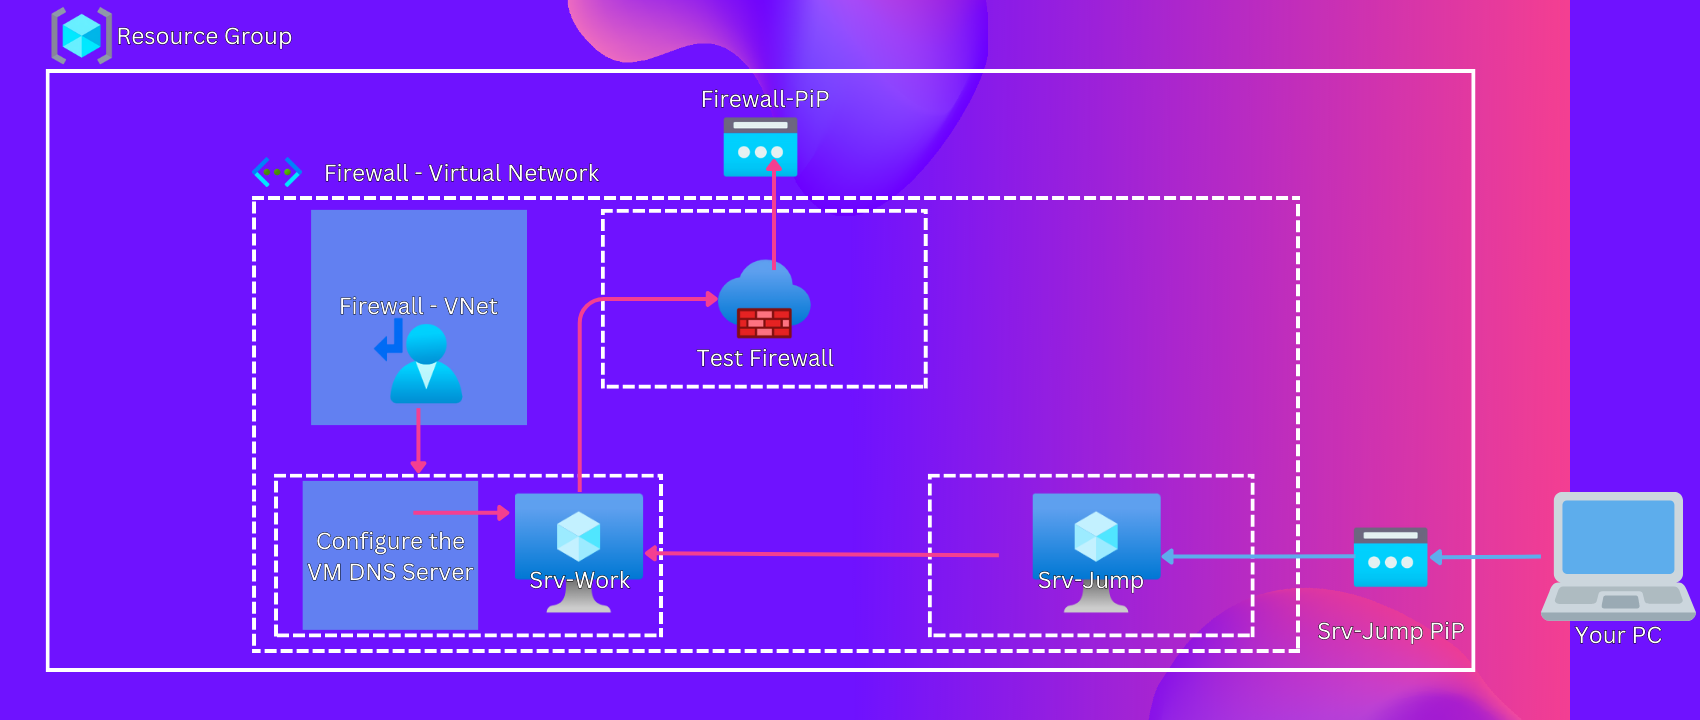 Resource Group
Firewall-PiP
Firewall - Virtual Network
Firewall - VNet
Test Firewall
Configure the
VM DNS Server
Srv-Work
Srv-Jump
Srv-Jump PiP
Your PC